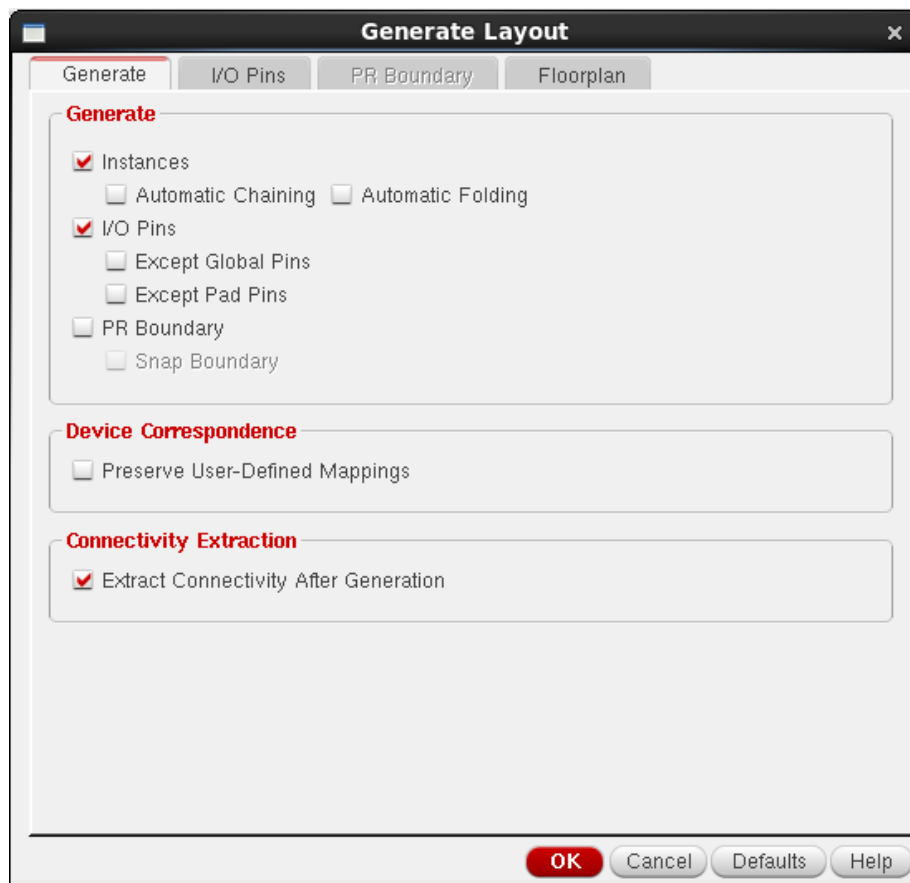 Generate Layout
Generate I/O Pins PR Boundary Floorplan
Generate
Instances
Automatic Chaining Automatic Folding
I/O Pins
Except Global Pins
Except Pad Pins
PR Boundary
Snap Boundary
Device Correspondence
Preserve User-Defined Mappings
Connectivity Extraction
Extract Connectivity After Generation
OK Cancel Defaults Help